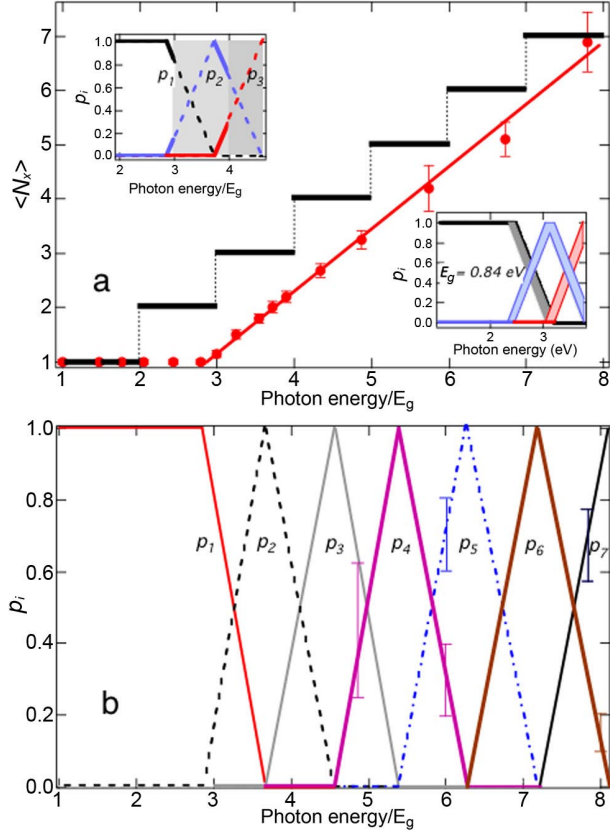 <Nx>
7
6
5
4
3
2
1
a
1 2 3 4 5 6 7 8
Photon energy/Eg
pi
1.0
0.8
0.6
0.4
0.2
0.0
p1 p2 p3
2 3 4
Photon energy/Eg
pi
1.0
0.8
0.6
0.4
0.2
0.0
Eg = 0.84 eV
2 3
Photon energy (eV)
pi
1.0
0.8
0.6
0.4
0.2
0.0
p1 p2 p3 p4 p5 p6 p7
b
1 2 3 4 5 6 7 8
Photon energy/Eg